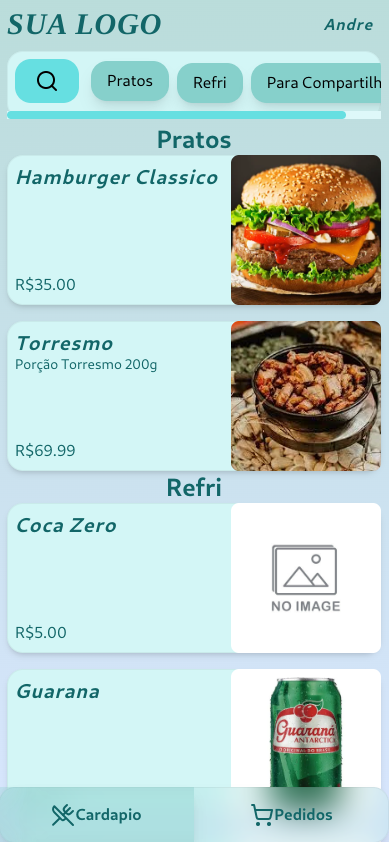 SUA LOGO
Andre
Pratos
Refri
Para Compartilh
Pratos
Hamburger Classico
R$35.00
Torresmo
Porção Torresmo 200g
R$69.99
Refri
Coca Zero
NO IMAGE
R$5.00
Guarana
Guaraná
ANTARCTICA
Cardapio
Pedidos